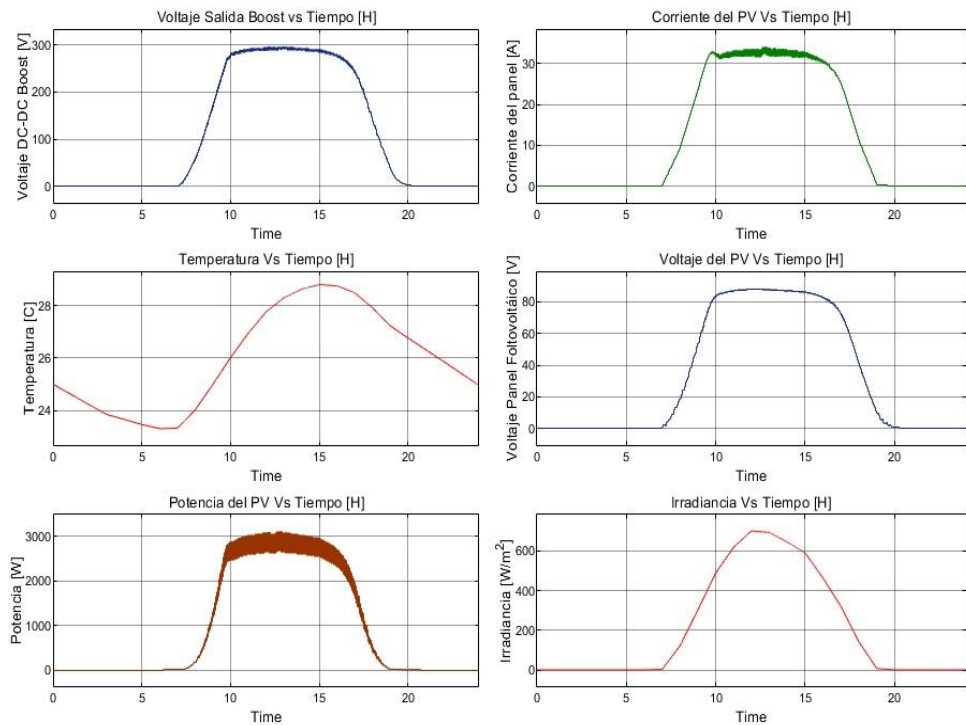 Voltaje Salida Boost vs Tiempo [H]
Voltaje DC-DC Boost [V]
300
200
100
0
0 5 10 15 20
Time
Corriente del PV Vs Tiempo [H]
Corriente del panel [A]
30
20
10
0
0 5 10 15 20
Time
Temperatura Vs Tiempo [H]
Temperatura [C]
28
26
24
0 5 10 15 20
Time
Voltaje del PV Vs Tiempo [H]
Voltaje Panel Foltovoltáico [V]
80
60
40
20
0
0 5 10 15 20
Time
Potencia del PV Vs Tiempo [H]
Potencia [W]
3000
2000
1000
0
0 5 10 15 20
Time
Irradiancia Vs Tiempo [H]
Irradiancia [W/m²]
600
400
200
0
0 5 10 15 20
Time